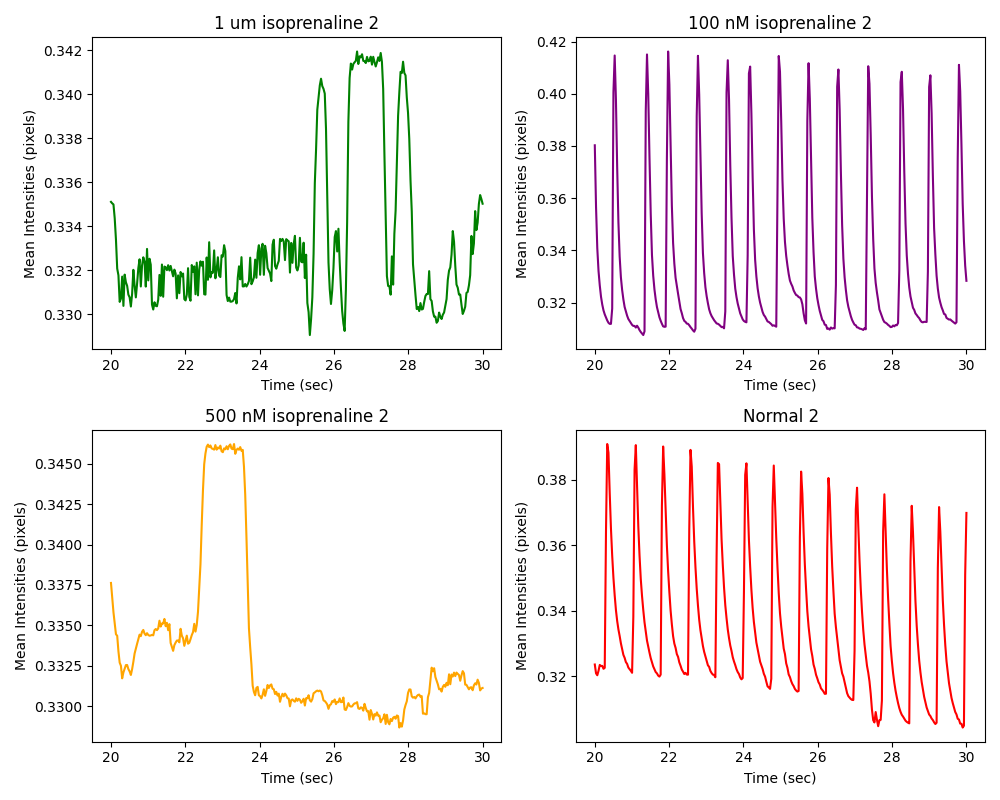 1 um isoprenaline 2
Mean Intensities (pixels)
0.342
0.340
0.338
0.336
0.334
0.332
0.330
20 22 24 26 28 30
Time (sec)
100 nM isoprenaline 2
Mean Intensities (pixels)
0.42
0.40
0.38
0.36
0.34
0.32
20 22 24 26 28 30
Time (sec)
500 nM isoprenaline 2
Mean Intensities (pixels)
0.3450
0.3425
0.3400
0.3375
0.3350
0.3325
0.3300
20 22 24 26 28 30
Time (sec)
Normal 2
Mean Intensities (pixels)
0.38
0.36
0.34
0.32
20 22 24 26 28 30
Time (sec)